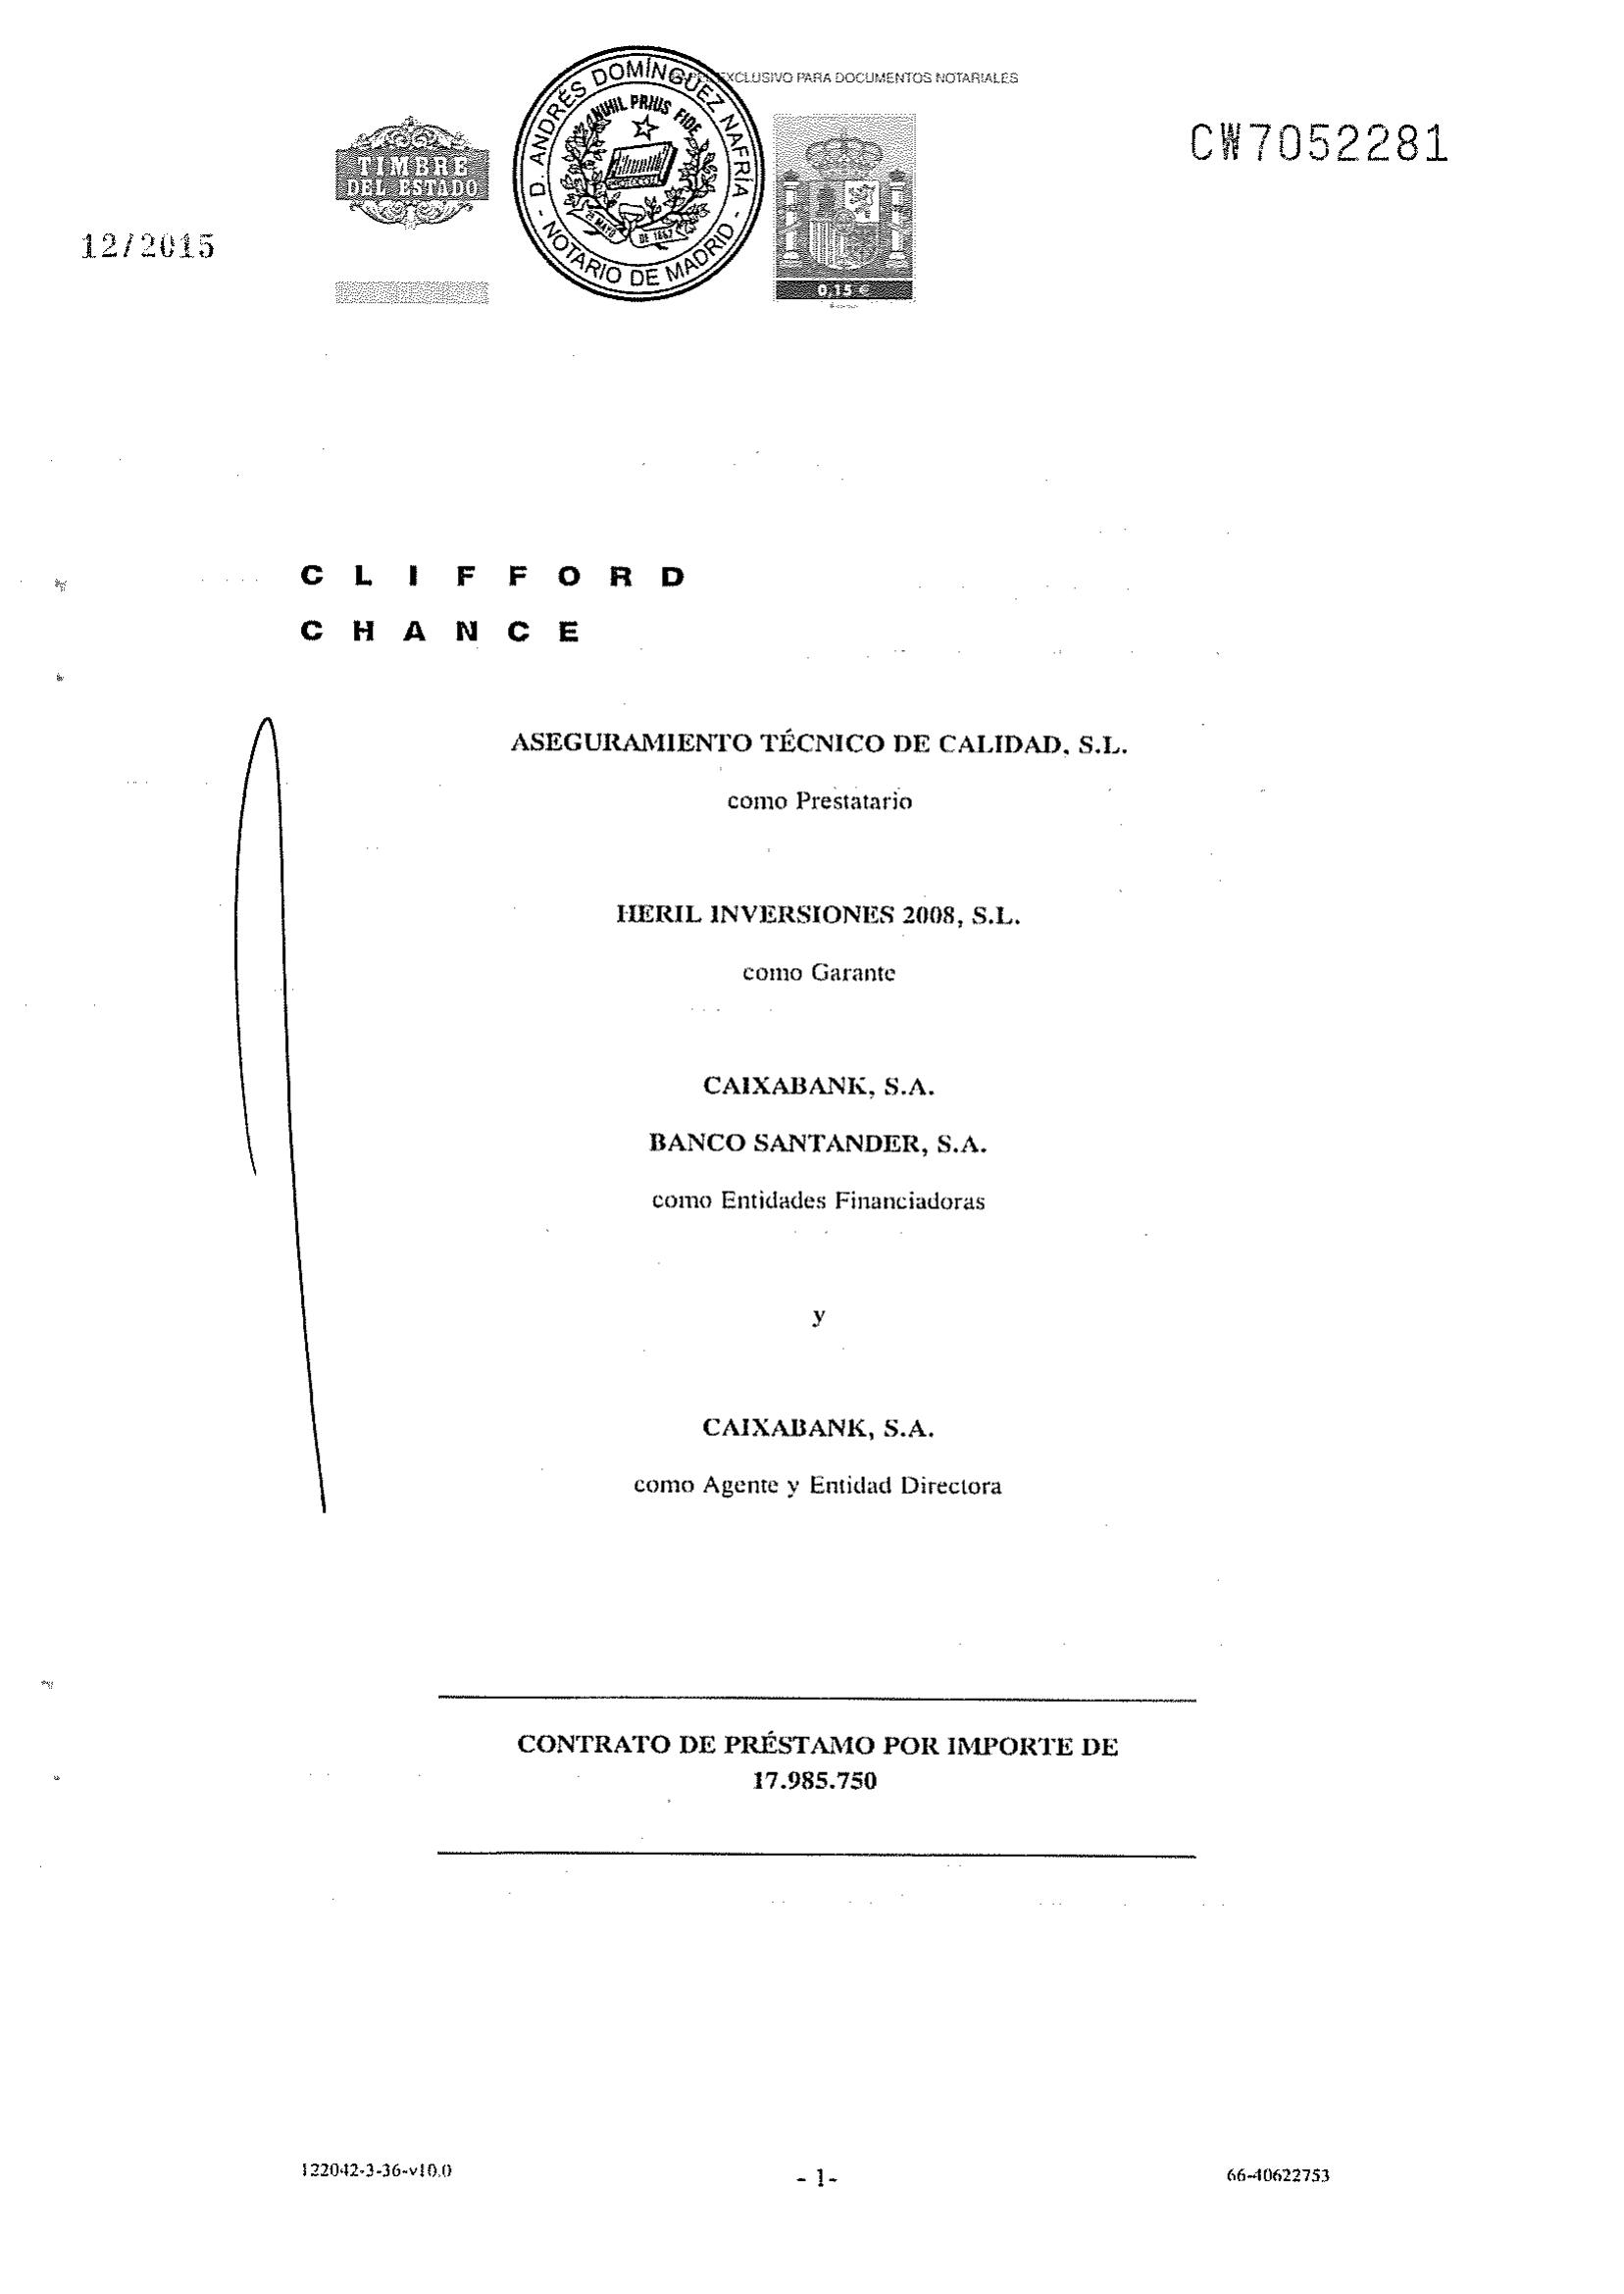 EXCLUSIVO PARA DOCUMENTOS NOTARIALES
D. ANDRÉS DOMÍNGUEZ NAFRÍA - NOTARIO DE MADRID -
NIHIL PRIUS FIDE
28 MAYO DE 1862
TIMBRE
DEL ESTADO
CW7052281
12/2015
0,15 €
CLIFFORD
CHANCE
ASEGURAMIENTO TÉCNICO DE CALIDAD, S.L.
como Prestatario
HERIL INVERSIONES 2008, S.L.
como Garante
CAIXABANK, S.A.
BANCO SANTANDER, S.A.
como Entidades Financiadoras
y
CAIXABANK, S.A.
como Agente y Entidad Directora
CONTRATO DE PRÉSTAMO POR IMPORTE DE
17.985.750
122042-3-36-v10.0
- 1-
66-40622753